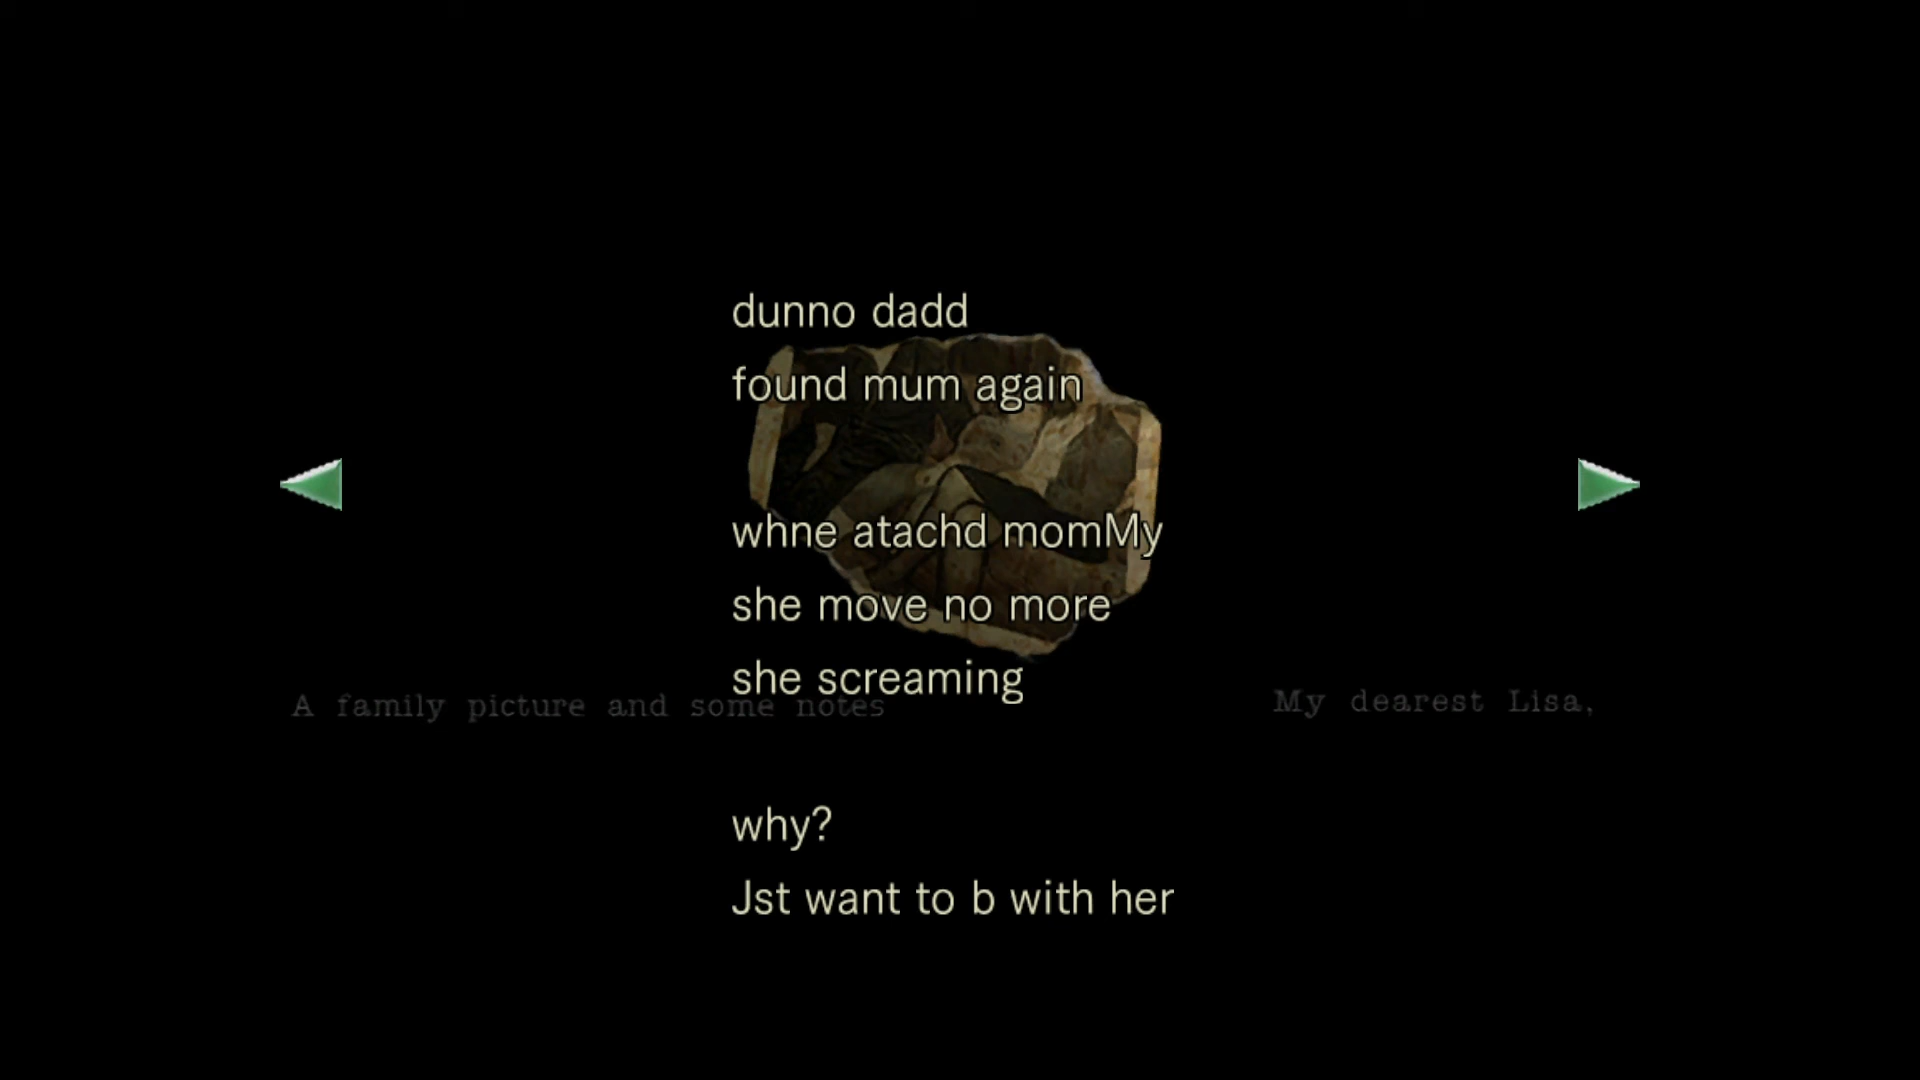 dunno dadd
found mum again
whne atachd momMy
she move no more
she screaming
A family picture and some notes
My dearest Lisa,
why?
Jst want to b with her